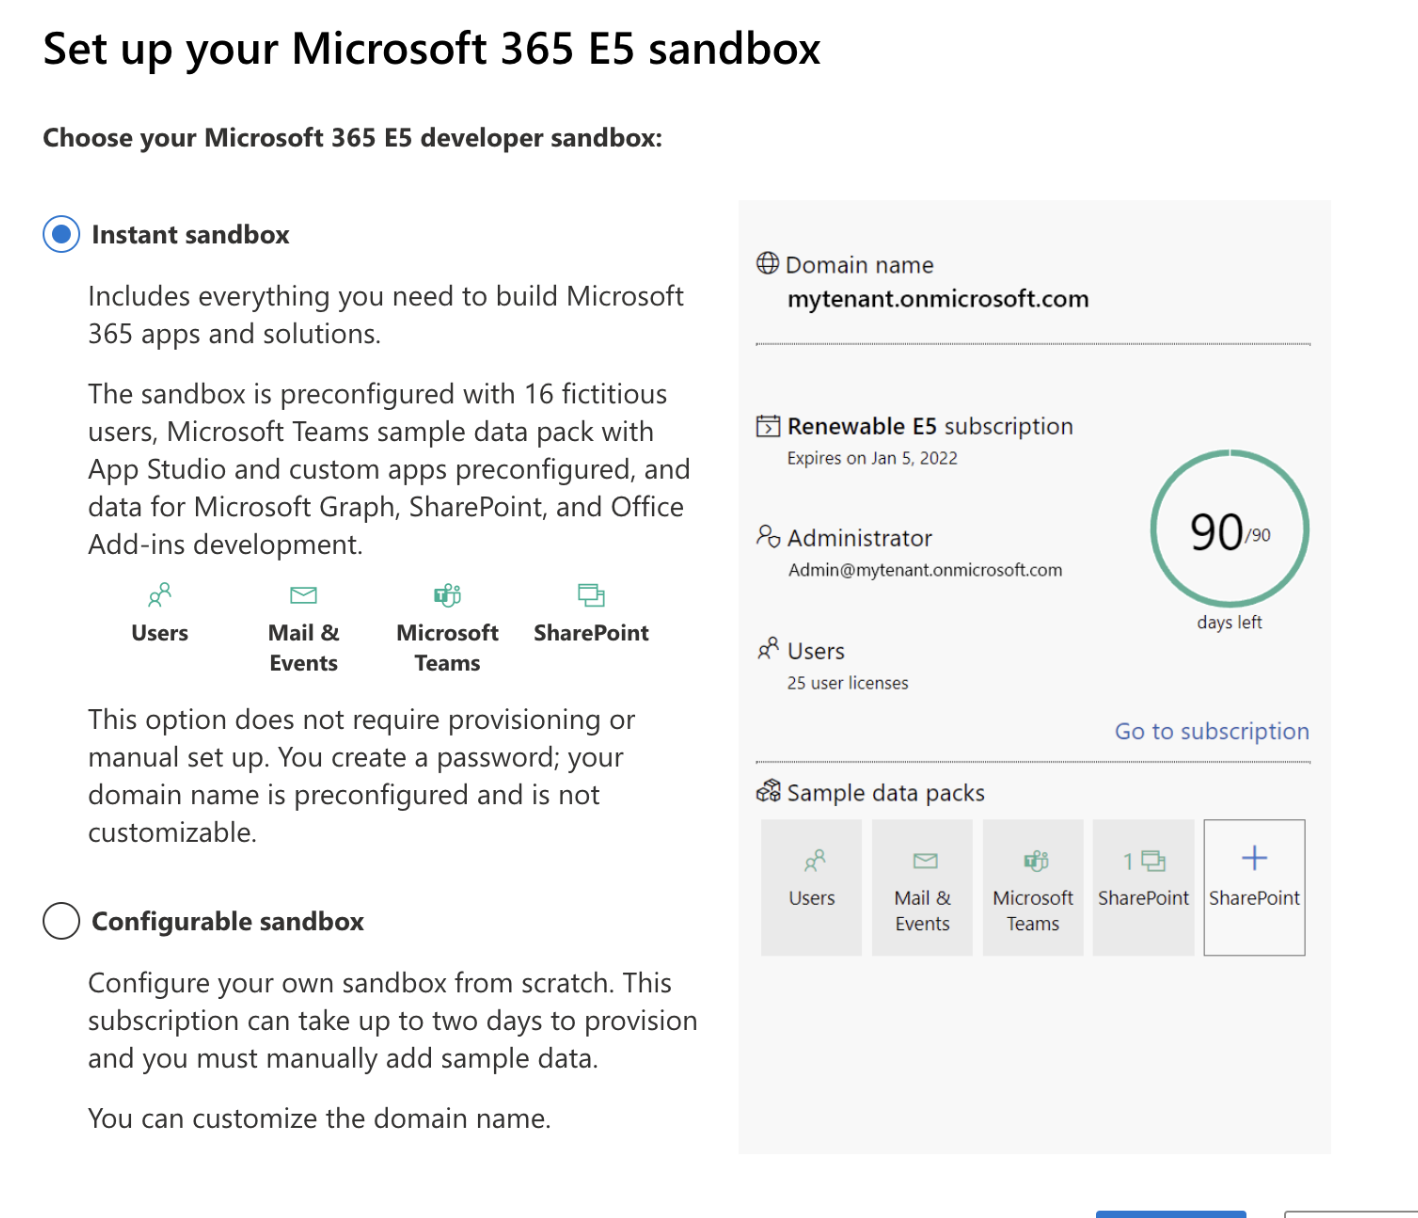 Set up your Microsoft 365 E5 sandbox
Choose your Microsoft 365 E5 developer sandbox:
Instant sandbox
Includes everything you need to build Microsoft
365 apps and solutions.
The sandbox is preconfigured with 16 fictitious
users, Microsoft Teams sample data pack with
App Studio and custom apps preconfigured, and
data for Microsoft Graph, SharePoint, and Office
Add-ins development.
Users
Mail &
Events
Microsoft
Teams
SharePoint
This option does not require provisioning or
manual set up. You create a password; your
domain name is preconfigured and is not
customizable.
Configurable sandbox
Configure your own sandbox from scratch. This
subscription can take up to two days to provision
and you must manually add sample data.
You can customize the domain name.
Domain name
mytenant.onmicrosoft.com
Renewable E5 subscription
Expires on Jan 5, 2022
90/90
days left
Administrator
Admin@mytenant.onmicrosoft.com
Users
25 user licenses
Go to subscription
Sample data packs
Users
Mail &
Events
Microsoft
Teams
1
SharePoint
SharePoint